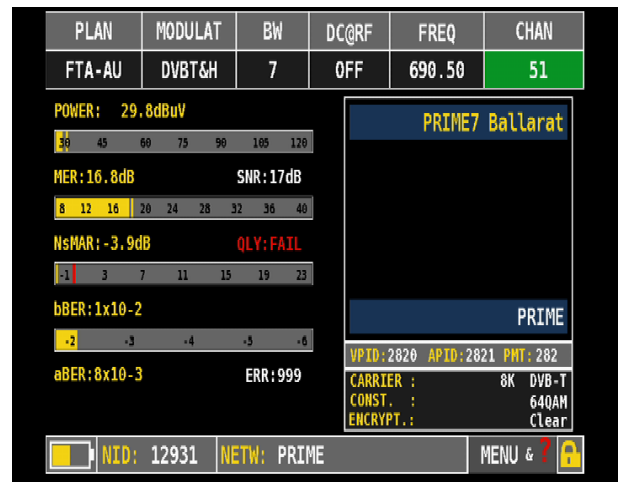 PLAN MODULAT BW DC@RF FREQ CHAN
FTA-AU DVBT&H 7 OFF 690.50 51
POWER: 29.8dBuV
30 45 60 75 90 105 120
MER:16.8dB SNR:17dB
8 12 16 20 24 28 32 36 40
NsMAR:-3.9dB QLY:FAIL
-1 3 7 11 15 19 23
bBER:1x10-2
-2 -3 -4 -5 -6
aBER:8x10-3 ERR:999
PRIME7 Ballarat
PRIME
VPID:2820 APID:2821 PMT:282
CARRIER : 8K DVB-T
CONST. : 64QAM
ENCRYPT.: Clear
NID: 12931 NETW: PRIME MENU & ?